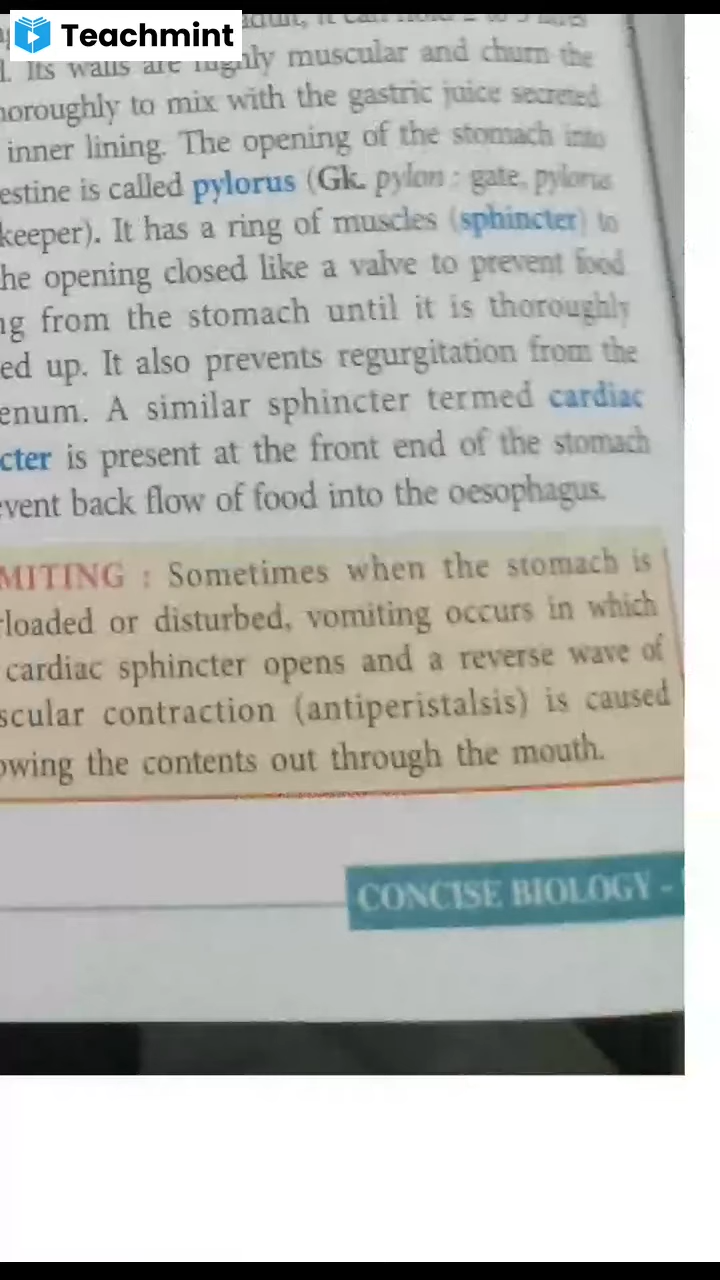 Teachmint
l. Its walls are highly muscular and churn the
horoughly to mix with the gastric juice secreted
inner lining. The opening of the stomach into
estine is called pylorus (Gk. pylon : gate, pylorus
keeper). It has a ring of muscles (sphincter) to
he opening closed like a valve to prevent food
ng from the stomach until it is thoroughly
ed up. It also prevents regurgitation from the
enum. A similar sphincter termed cardiac
cter is present at the front end of the stomach
event back flow of food into the oesophagus.
MITING : Sometimes when the stomach is
rloaded or disturbed, vomiting occurs in which
cardiac sphincter opens and a reverse wave of
scular contraction (antiperistalsis) is caused
owing the contents out through the mouth.
CONCISE BIOLOGY -